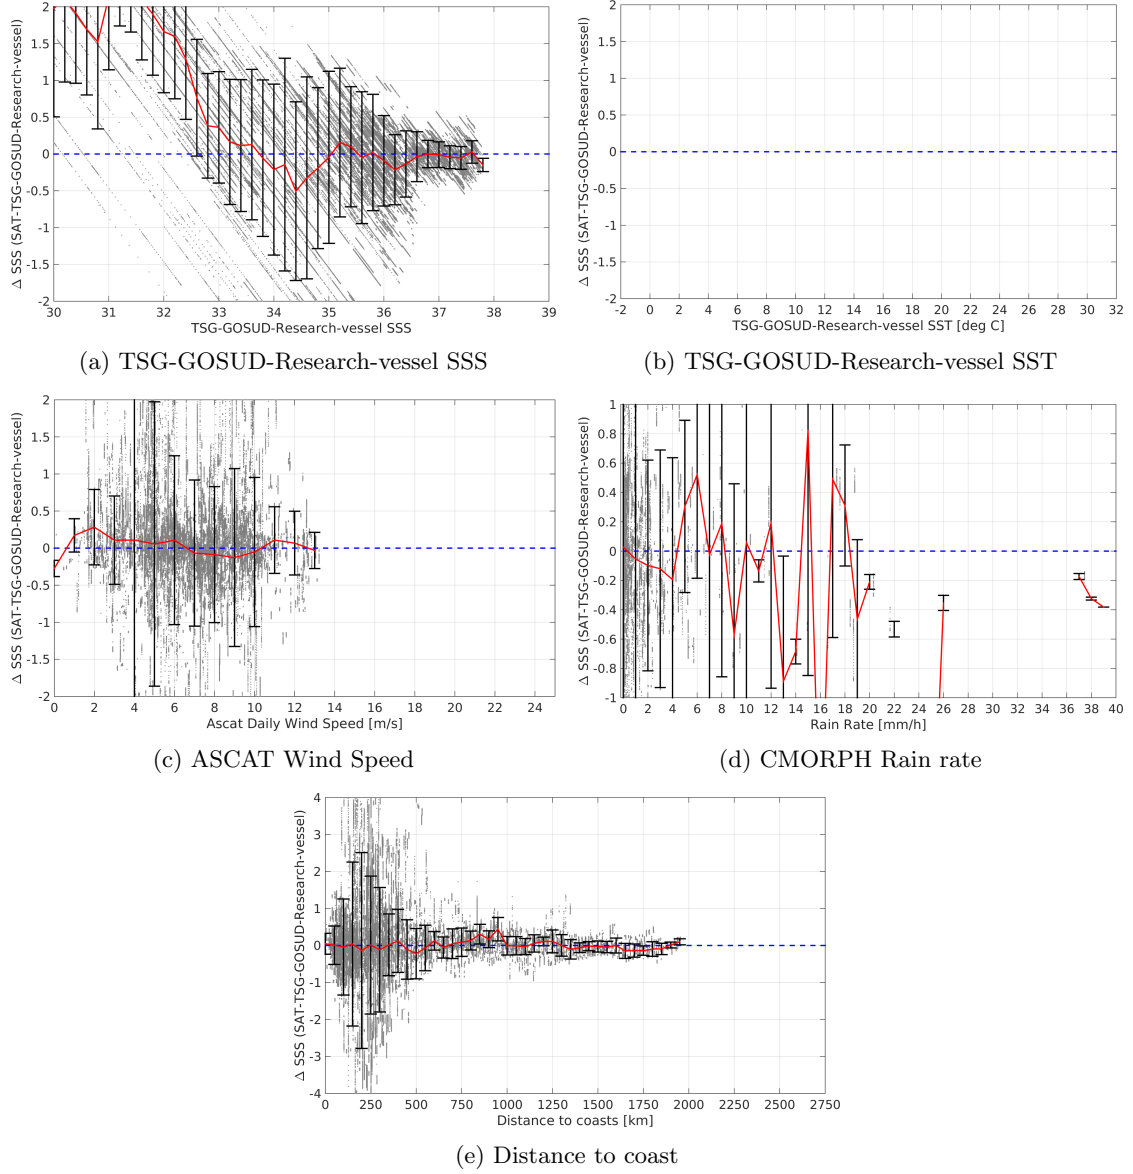 2
1.5
1
0.5
0
-0.5
-1
-1.5
-2
Δ SSS (SAT-TSG-GOSUD-Research-vessel)
30 31 32 33 34 35 36 37 38 39
TSG-GOSUD-Research-vessel SSS
(a) TSG-GOSUD-Research-vessel SSS
2
1.5
1
0.5
0
-0.5
-1
-1.5
-2
Δ SSS (SAT-TSG-GOSUD-Research-vessel)
-2 0 2 4 6 8 10 12 14 16 18 20 22 24 26 28 30 32
TSG-GOSUD-Research-vessel SST [deg C]
(b) TSG-GOSUD-Research-vessel SST
2
1.5
1
0.5
0
-0.5
-1
-1.5
-2
Δ SSS (SAT-TSG-GOSUD-Research-vessel)
0 2 4 6 8 10 12 14 16 18 20 22 24
Ascat Daily Wind Speed [m/s]
(c) ASCAT Wind Speed
1
0.8
0.6
0.4
0.2
0
-0.2
-0.4
-0.6
-0.8
-1
Δ SSS (SAT-TSG-GOSUD-Research-vessel)
0 2 4 6 8 10 12 14 16 18 20 22 24 26 28 30 32 34 36 38 40
Rain Rate [mm/h]
(d) CMORPH Rain rate
4
3
2
1
0
-1
-2
-3
-4
Δ SSS (SAT-TSG-GOSUD-Research-vessel)
0 250 500 750 1000 1250 1500 1750 2000 2250 2500 2750
Distance to coasts [km]
(e) Distance to coast